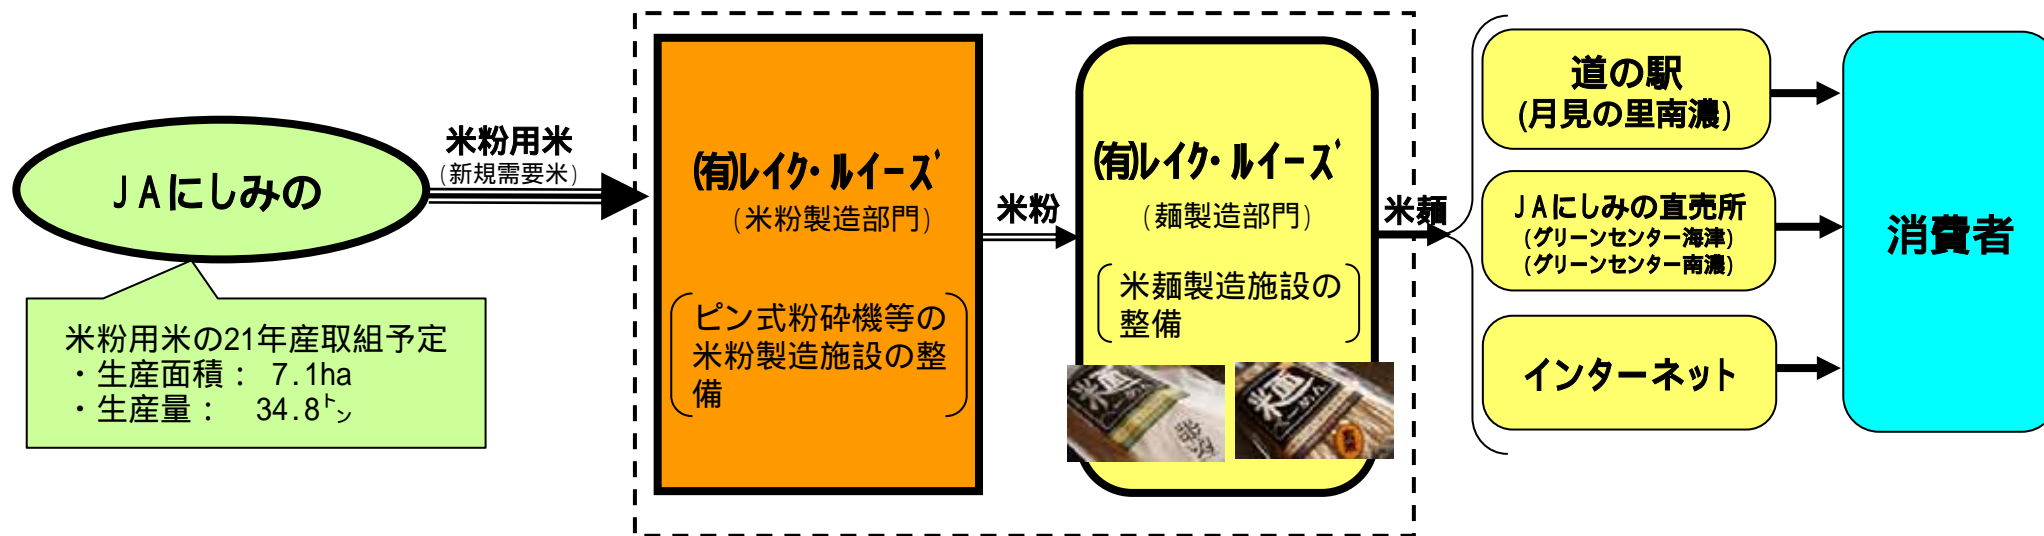 JAにしみの
米粉用米の21年産取組予定
・生産面積： 7.1ha
・生産量： 34.8㌧
米粉用米
(新規需要米)
(有)レイク・ルイーズ
(米粉製造部門)
ピン式粉砕機等の
米粉製造施設の整
備
米粉
(有)レイク・ルイーズ
(麺製造部門)
米麺製造施設の
整備
米麺
道の駅
(月見の里南濃)
JAにしみの直売所
(グリーンセンター海津)
(グリーンセンター南濃)
インターネット
消費者